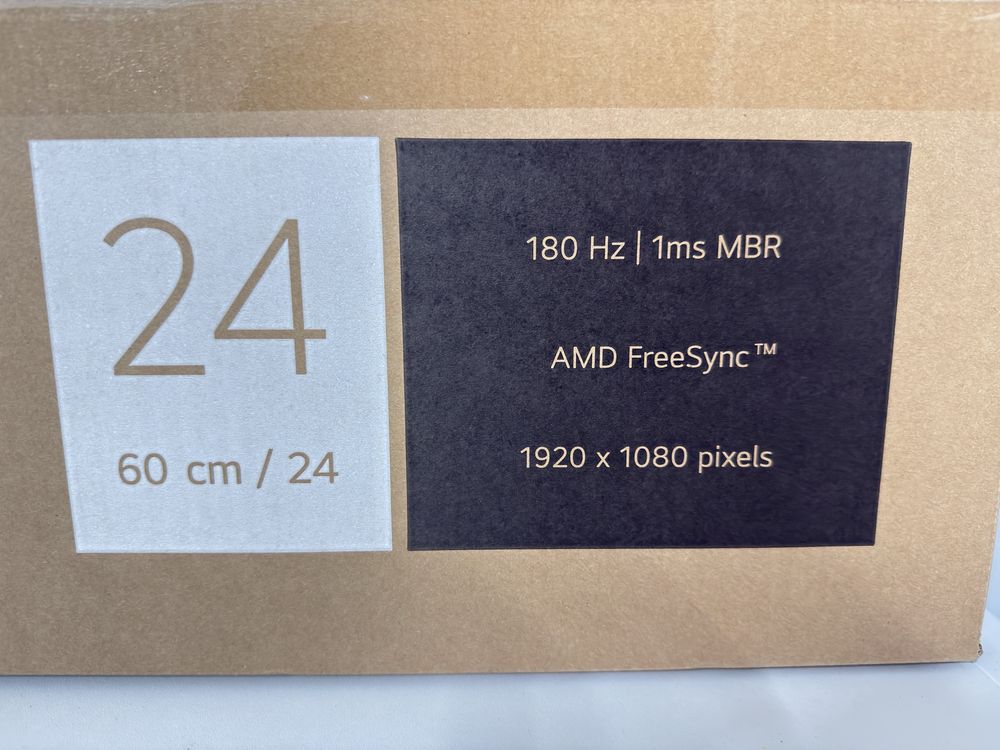 24
60 cm / 24
180 Hz | 1ms MBR
AMD FreeSync™
1920 x 1080 pixels